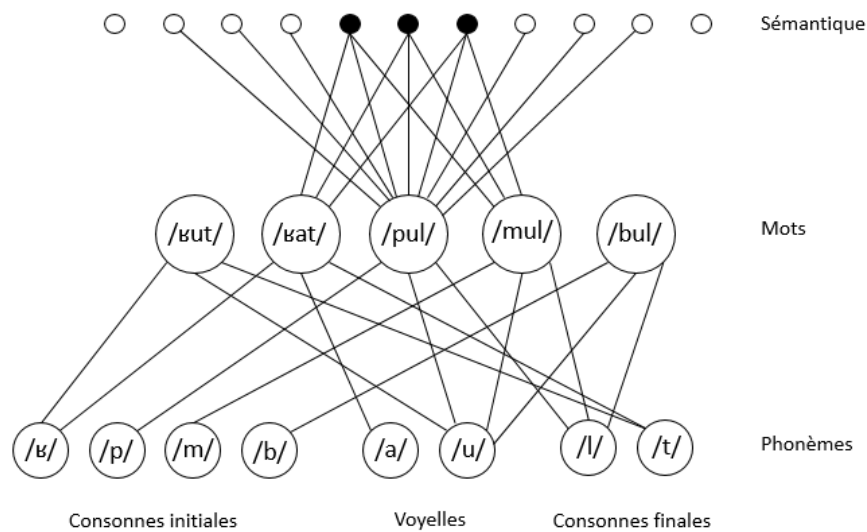 Sémantique
/ʁut/ /ʁat/ /pul/ /mul/ /bul/ Mots
/ʁ/ /p/ /m/ /b/ /a/ /u/ /l/ /t/ Phonèmes
Consonnes initiales Voyelles Consonnes finales